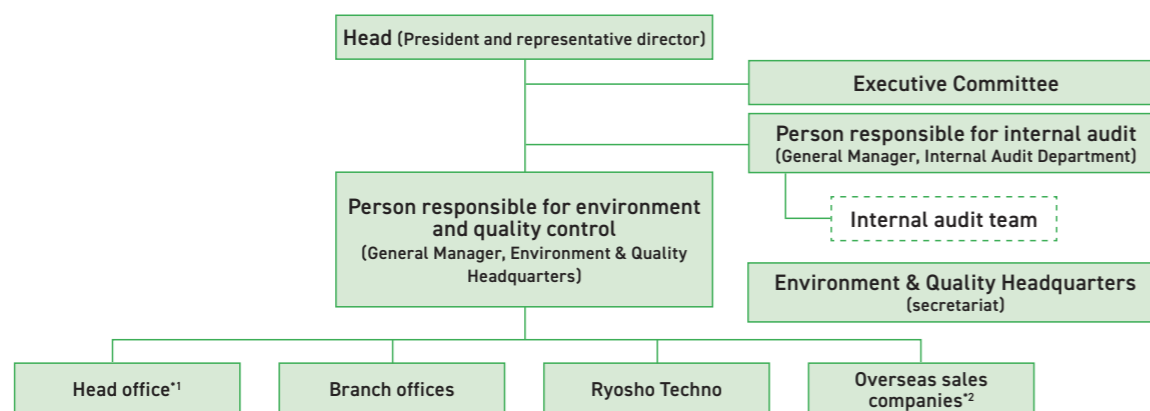 Head (President and representative director)
Executive Committee
Person responsible for internal audit
(General Manager, Internal Audit Department)
Person responsible for environment
and quality control
(General Manager, Environment & Quality
Headquarters)
Internal audit team
Environment & Quality Headquarters
(secretariat)
Head office*1
Branch offices
Ryosho Techno
Overseas sales
companies*2